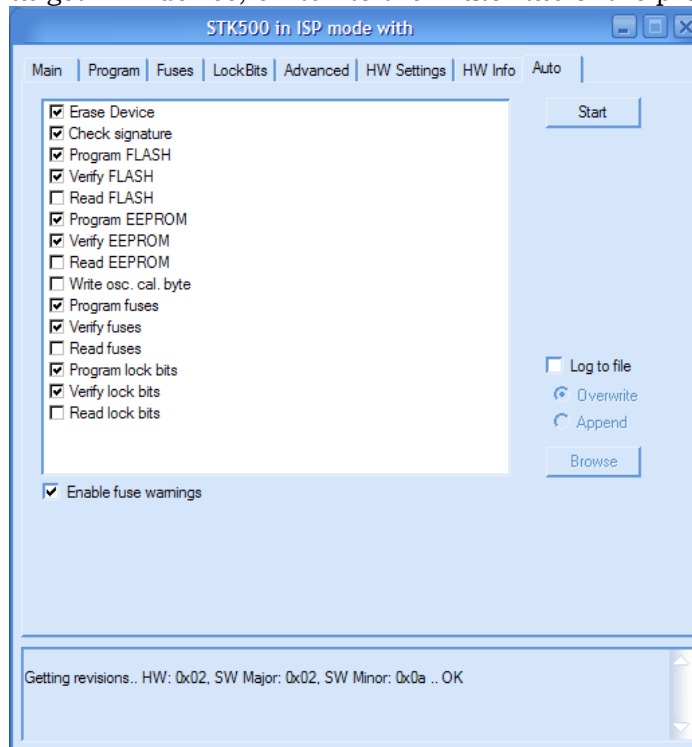 STK500 in ISP mode with
Main Program Fuses LockBits Advanced HW Settings HW Info Auto
Erase Device
Check signature
Program FLASH
Verify FLASH
Read FLASH
Program EEPROM
Verify EEPROM
Read EEPROM
Write osc. cal. byte
Program fuses
Verify fuses
Read fuses
Program lock bits
Verify lock bits
Read lock bits
Start
Log to file
Overwrite
Append
Browse
Enable fuse warnings
Getting revisions.. HW: 0x02, SW Major: 0x02, SW Minor: 0x0a .. OK